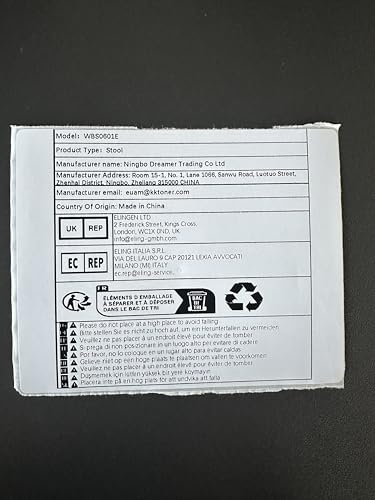 Model: WBS0601E
Product Type: Stool
Manufacturer name: Ningbo Dreamer Trading Co Ltd
Manufacturer address: Room 15-1, No. 1, Lane 1066, Sanwu Road, Luotuo Street,
Zhenhai District, Ningbo, Zhejiang 315000 CHINA
Manufacturer email: euam@kktoner.com
Country Of Origin: Made in China
UK REP
ELINGEN LTD
2 Frederick Street, Kings Cross,
London, WC1X 0ND, UK
info@eling-gmbh.com
EC REP
ELING ITALIA S.R.L.
VIA DEL LAURO 9 CAP 20121 LEXIA AVVOCATI
MILANO (MI) ITALY
ec.rep@eling-service.
FR
ÉLÉMENTS D'EMBALLAGE
À SÉPARER ET À DÉPOSER
DANS LE BAC DE TRI
BAC
DE
TRI
Please do not place at a high place to avoid falling
Bitte stellen Sie es nicht zu hoch auf, um ein Herunterfallen zu vermeiden
Veuillez ne pas placer à un endroit élevé pour éviter de tomber
Si prega di non posizionare in un luogo alto per evitare di cadere
Por favor, no lo coloque en un lugar alto para evitar caídas
Gelieve niet op een hoge plaats te plaatsen om vallen te voorkomen
Veuillez ne pas placer à un endroit élevé pour éviter de tomber
Düşmemek için lütfen yüksek bir yere koymayın
Placera inte på en hög plats för att undvika att falla